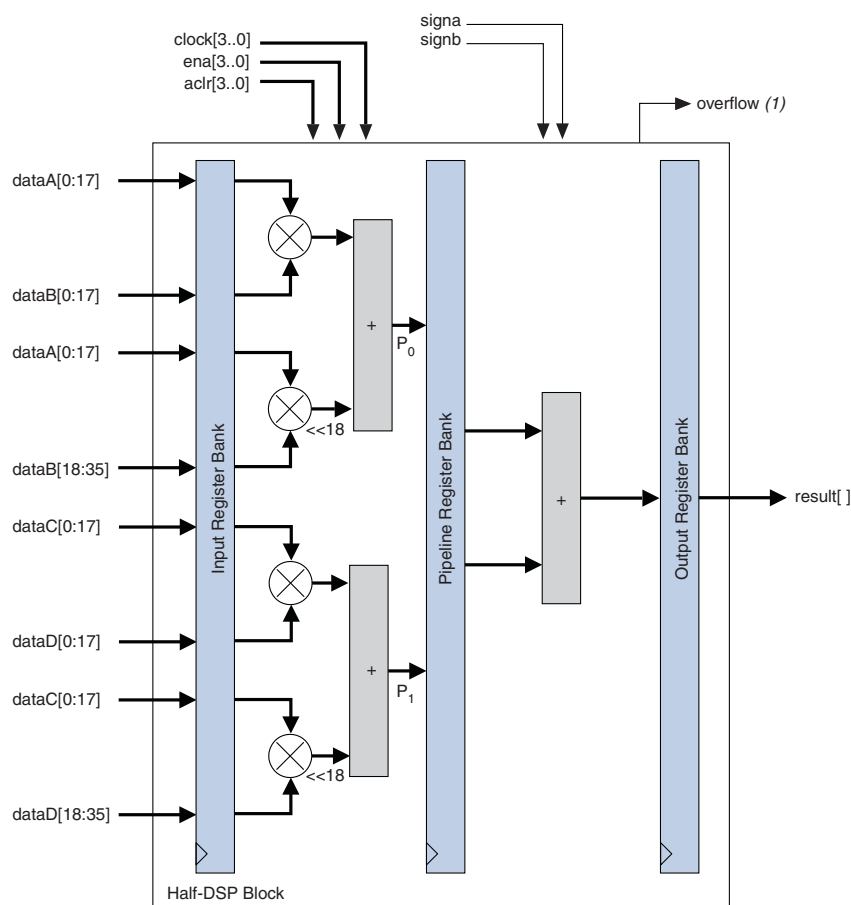 clock[3..0]
ena[3..0]
aclr[3..0]
signa
signb
overflow (1)
dataA[0:17]
dataB[0:17]
dataA[0:17]
dataB[18:35]
dataC[0:17]
dataD[0:17]
dataC[0:17]
dataD[18:35]
Input Register Bank
+
P0
<<18
+
P1
<<18
Pipeline Register Bank
+
Output Register Bank
result[ ]
Half-DSP Block